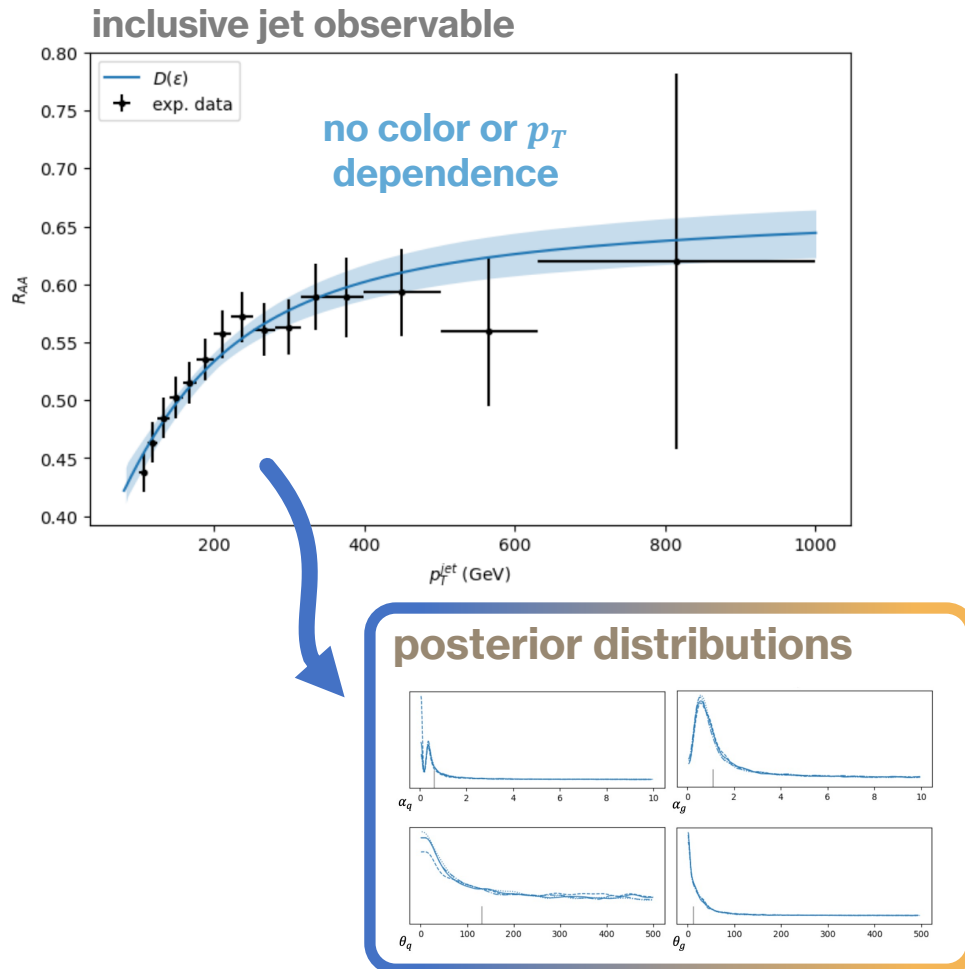 inclusive jet observable
0.80
0.75
0.70
0.65
0.60
0.55
0.50
0.45
0.40
R_AA
D(ε)
exp. data
no color or p_T
dependence
200 400 600 800 1000
p_T^jet (GeV)
posterior distributions
0 2 4 6 8 10
α_q
0 2 4 6 8 10
α_g
0 100 200 300 400 500
θ_q
0 100 200 300 400 500
θ_g